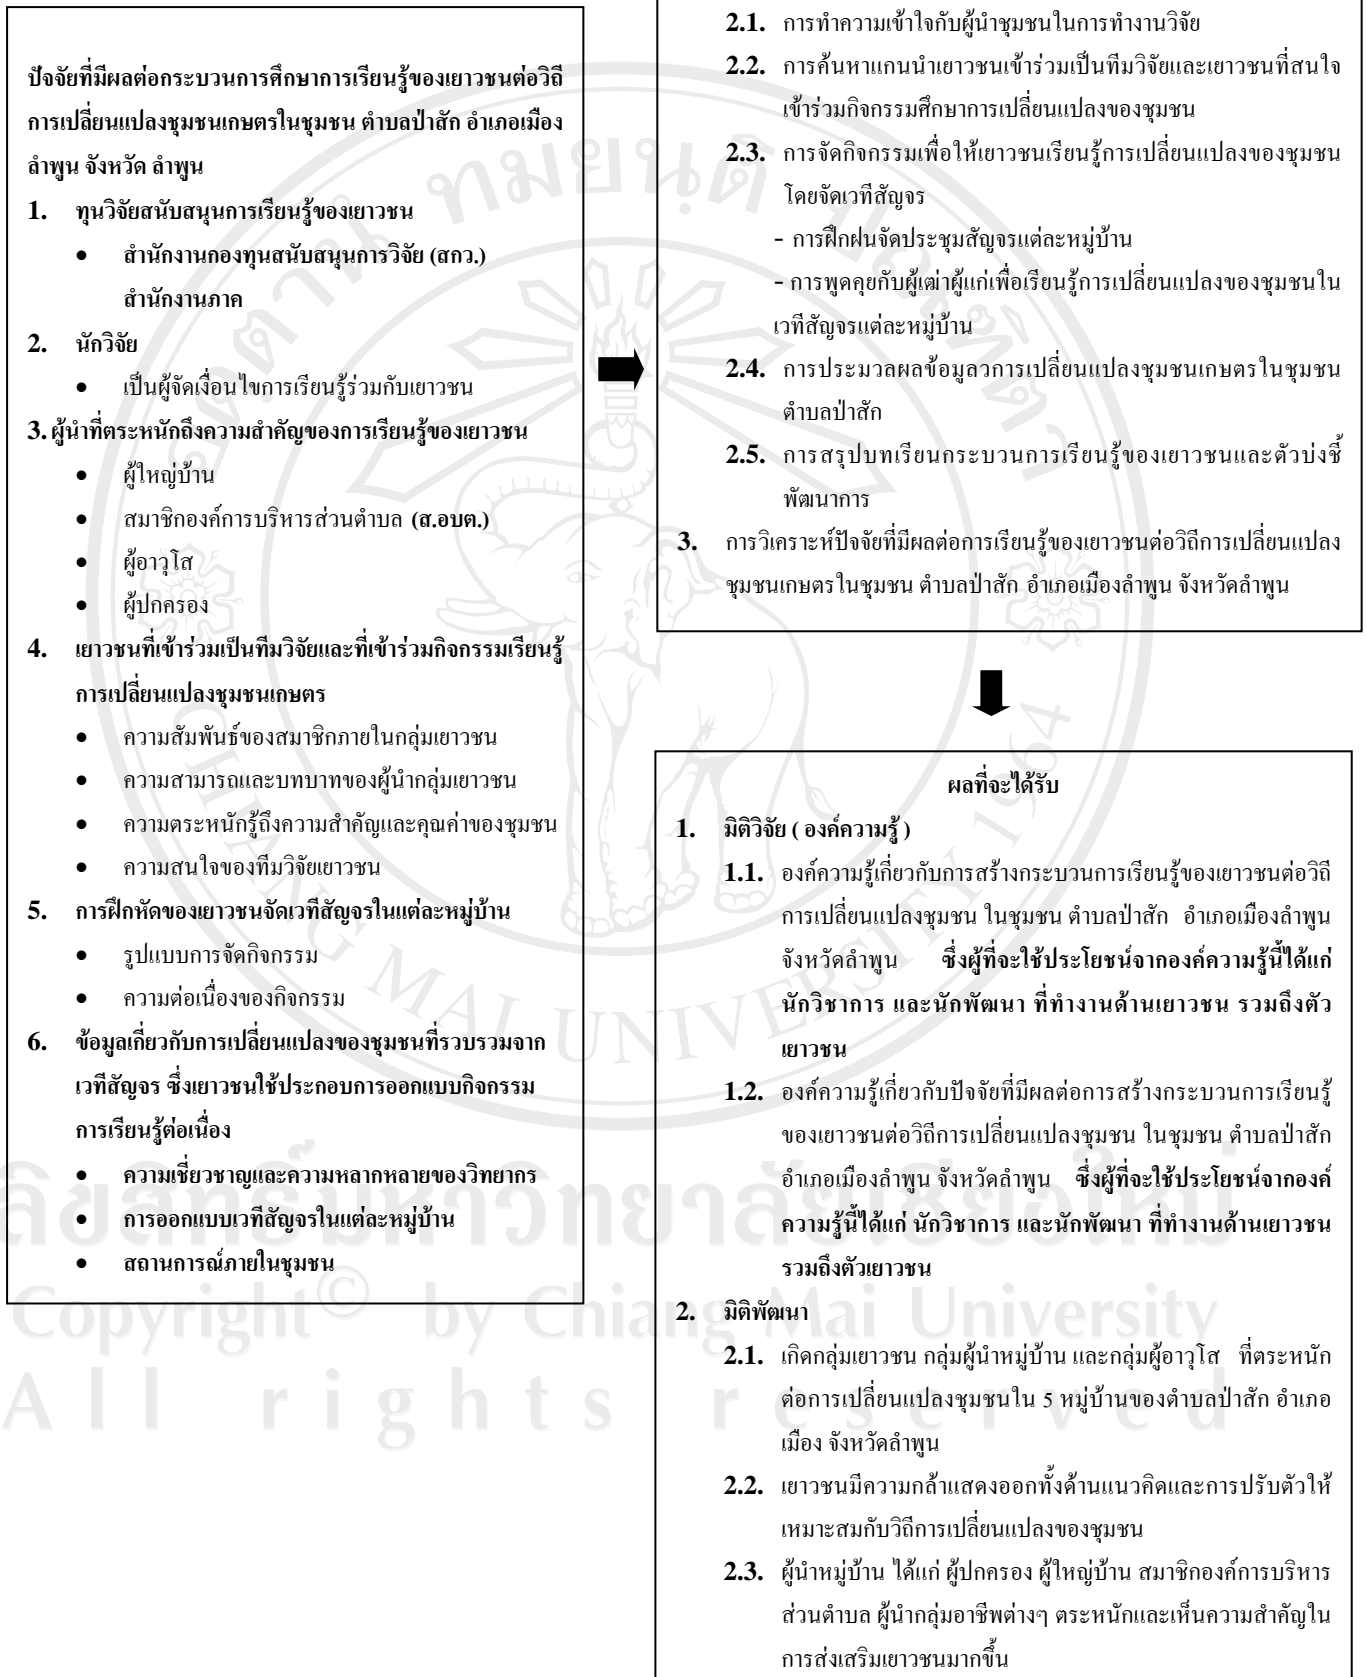 ปัจจัยที่มีผลต่อกระบวนการศึกษาการเรียนรู้ของเยาวชนต่อวิถี
การเปลี่ยนแปลงชุมชนเกษตรในชุมชน ตำบลป่าสัก อำเภอเมือง
ลำพูน จังหวัด ลำพูน
1. ทุนวิจัยสนับสนุนการเรียนรู้ของเยาวชน
• สำนักงานกองทุนสนับสนุนการวิจัย (สกว.)
สำนักงานภาค
2. นักวิจัย
• เป็นผู้จัดเงื่อนไขการเรียนรู้ร่วมกับเยาวชน
3. ผู้นำที่ตระหนักถึงความสำคัญของการเรียนรู้ของเยาวชน
• ผู้ใหญ่บ้าน
• สมาชิกองค์การบริหารส่วนตำบล (ส.อบต.)
• ผู้อาวุโส
• ผู้ปกครอง
4. เยาวชนที่เข้าร่วมเป็นทีมวิจัยและที่เข้าร่วมกิจกรรมเรียนรู้
การเปลี่ยนแปลงชุมชนเกษตร
• ความสัมพันธ์ของสมาชิกภายในกลุ่มเยาวชน
• ความสามารถและบทบาทของผู้นำกลุ่มเยาวชน
• ความตระหนักรู้ถึงความสำคัญและคุณค่าของชุมชน
• ความสนใจของทีมวิจัยเยาวชน
5. การฝึกหัดของเยาวชนจัดเวทีสัญจรในแต่ละหมู่บ้าน
• รูปแบบการจัดกิจกรรม
• ความต่อเนื่องของกิจกรรม
6. ข้อมูลเกี่ยวกับการเปลี่ยนแปลงของชุมชนที่รวบรวมจาก
เวทีสัญจร ซึ่งเยาวชนใช้ประกอบการออกแบบกิจกรรม
การเรียนรู้ต่อเนื่อง
• ความเชี่ยวชาญและความหลากหลายของวิทยากร
• การออกแบบเวทีสัญจรในแต่ละหมู่บ้าน
• สถานการณ์ภายในชุมชน
2.1. การทำความเข้าใจกับผู้นำชุมชนในการทำงานวิจัย
2.2. การค้นหาแกนนำเยาวชนเข้าร่วมเป็นทีมวิจัยและเยาวชนที่สนใจ
เข้าร่วมกิจกรรมศึกษาการเปลี่ยนแปลงของชุมชน
2.3. การจัดกิจกรรมเพื่อให้เยาวชนเรียนรู้การเปลี่ยนแปลงของชุมชน
โดยจัดเวทีสัญจร
- การฝึกฝนจัดประชุมสัญจรแต่ละหมู่บ้าน
- การพูดคุยกับผู้เฒ่าผู้แก่เพื่อเรียนรู้การเปลี่ยนแปลงของชุมชนใน
เวทีสัญจรแต่ละหมู่บ้าน
2.4. การประมวลผลข้อมูลวการเปลี่ยนแปลงชุมชนเกษตรในชุมชน
ตำบลป่าสัก
2.5. การสรุปบทเรียนกระบวนการเรียนรู้ของเยาวชนและตัวบ่งชี้
พัฒนาการ
3. การวิเคราะห์ปัจจัยที่มีผลต่อการเรียนรู้ของเยาวชนต่อวิถีการเปลี่ยนแปลง
ชุมชนเกษตรในชุมชน ตำบลป่าสัก อำเภอเมืองลำพูน จังหวัดลำพูน
ผลที่จะได้รับ
1. มิติวิจัย ( องค์ความรู้ )
1.1. องค์ความรู้เกี่ยวกับการสร้างกระบวนการเรียนรู้ของเยาวชนต่อวิถี
การเปลี่ยนแปลงชุมชน ในชุมชน ตำบลป่าสัก อำเภอเมืองลำพูน
จังหวัดลำพูน ซึ่งผู้ที่จะใช้ประโยชน์จากองค์ความรู้นี้ได้แก่
นักวิชาการ และนักพัฒนา ที่ทำงานด้านเยาวชน รวมถึงตัว
เยาวชน
1.2. องค์ความรู้เกี่ยวกับปัจจัยที่มีผลต่อการสร้างกระบวนการเรียนรู้
ของเยาวชนต่อวิถีการเปลี่ยนแปลงชุมชน ในชุมชน ตำบลป่าสัก
อำเภอเมืองลำพูน จังหวัดลำพูน ซึ่งผู้ที่จะใช้ประโยชน์จากองค์
ความรู้นี้ได้แก่ นักวิชาการ และนักพัฒนา ที่ทำงานด้านเยาวชน
รวมถึงตัวเยาวชน
2. มิติพัฒนา
2.1. เกิดกลุ่มเยาวชน กลุ่มผู้นำหมู่บ้าน และกลุ่มผู้อาวุโส ที่ตระหนัก
ต่อการเปลี่ยนแปลงชุมชนใน 5 หมู่บ้านของตำบลป่าสัก อำเภอ
เมือง จังหวัดลำพูน
2.2. เยาวชนมีความกล้าแสดงออกทั้งด้านแนวคิดและการปรับตัวให้
เหมาะสมกับวิถีการเปลี่ยนแปลงของชุมชน
2.3. ผู้นำหมู่บ้าน ได้แก่ ผู้ปกครอง ผู้ใหญ่บ้าน สมาชิกองค์การบริหาร
ส่วนตำบล ผู้นำกลุ่มอาชีพต่างๆ ตระหนักและเห็นความสำคัญใน
การส่งเสริมเยาวชนมากขึ้น
CHIANG MAI UNIVERSITY 1964
ลิขสิทธิ์มหาวิทยาลัยเชียงใหม่
Copyright© by Chiang Mai University
All rights reserved